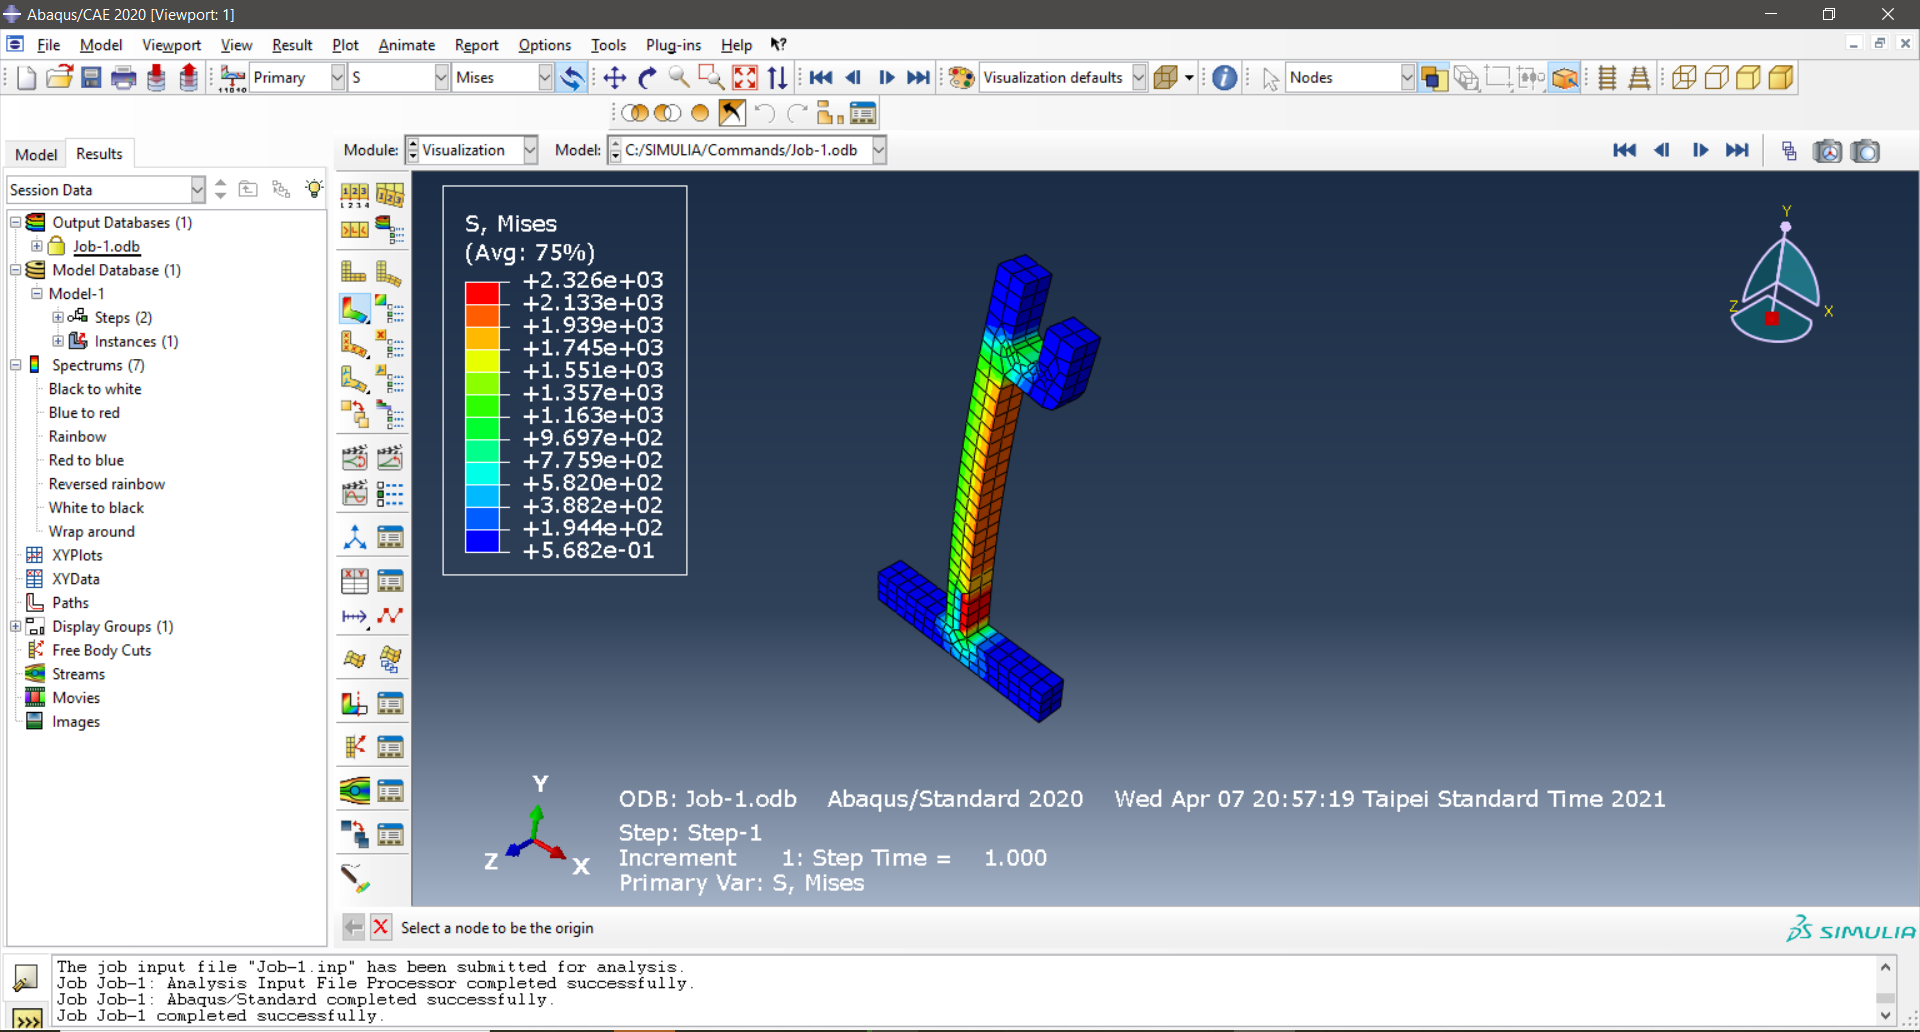 Abaqus/CAE 2020 [Viewport: 1]
File Model Viewport View Result Plot Animate Report Options Tools Plug-ins Help
Primary S Mises Visualization defaults Nodes
Model Results
Module: Visualization Model: C:/SIMULIA/Commands/Job-1.odb
Session Data
Output Databases (1)
Job-1.odb
Model Database (1)
Model-1
Steps (2)
Instances (1)
Spectrums (7)
Black to white
Blue to red
Rainbow
Red to blue
Reversed rainbow
White to black
Wrap around
XYPlots
XYData
Paths
Display Groups (1)
Free Body Cuts
Streams
Movies
Images
S, Mises
(Avg: 75%)
+2.326e+03
+2.133e+03
+1.939e+03
+1.745e+03
+1.551e+03
+1.357e+03
+1.163e+03
+9.697e+02
+7.759e+02
+5.820e+02
+3.882e+02
+1.944e+02
+5.682e-01
Y
Z
X
Y
Z
X
ODB: Job-1.odb Abaqus/Standard 2020 Wed Apr 07 20:57:19 Taipei Standard Time 2021
Step: Step-1
Increment 1: Step Time = 1.000
Primary Var: S, Mises
Select a node to be the origin
SIMULIA
The job input file "Job-1.inp" has been submitted for analysis.
Job Job-1: Analysis Input File Processor completed successfully.
Job Job-1: Abaqus/Standard completed successfully.
Job Job-1 completed successfully.
>>>